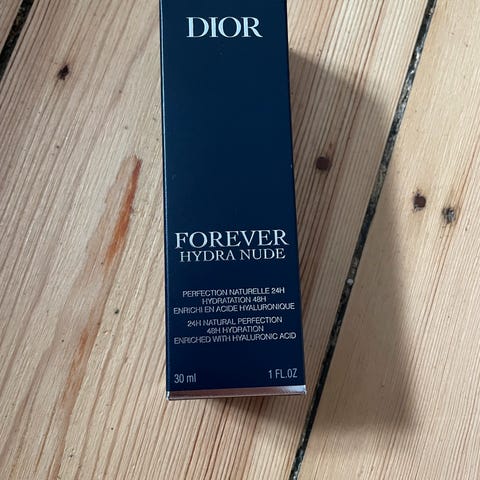 DIOR
FOREVER
HYDRA NUDE
PERFECTION NATURELLE 24H
HYDRATATION 48H
ENRICHI EN ACIDE HYALURONIQUE
24H NATURAL PERFECTION
48H HYDRATION
ENRICHED WITH HYALURONIC ACID
30 ml 1 FL.OZ